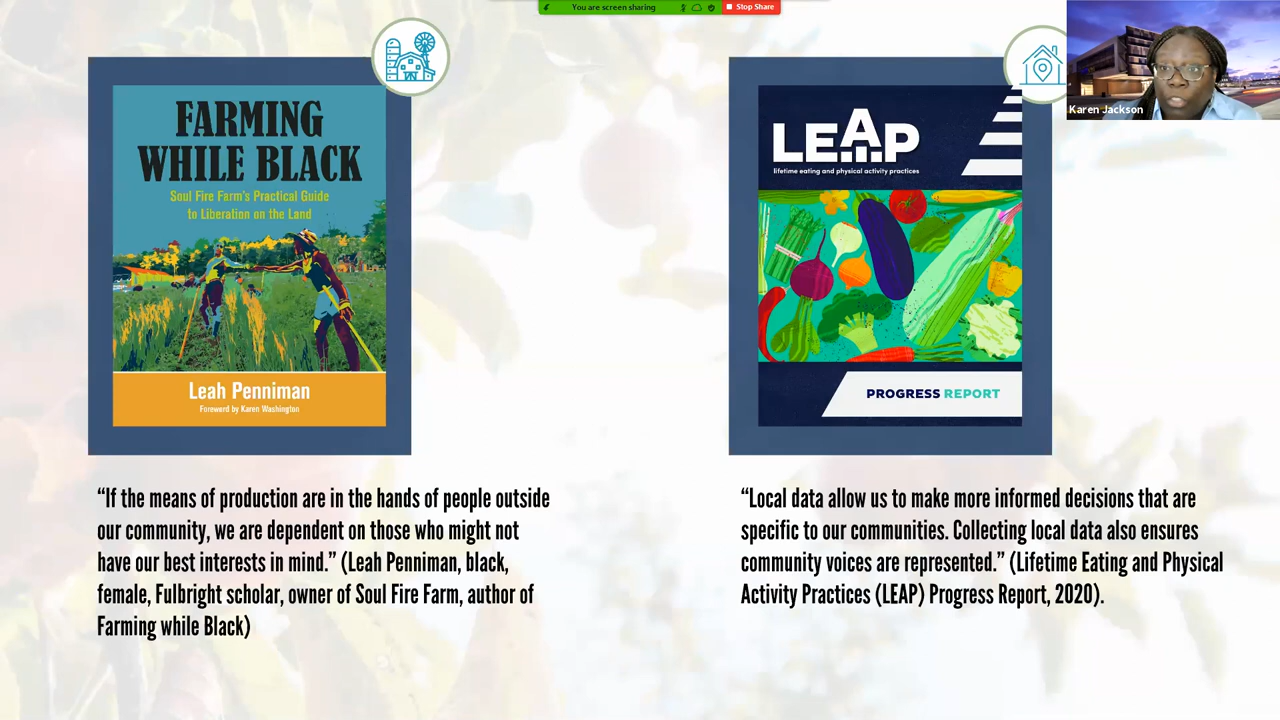 You are screen sharing
Stop Share
Karen Jackson
FARMING
WHILE BLACK
Soul Fire Farm's Practical Guide
to Liberation on the Land
Leah Penniman
Foreword by Karen Washington
“If the means of production are in the hands of people outside
our community, we are dependent on those who might not
have our best interests in mind.” (Leah Penniman, black,
female, Fulbright scholar, owner of Soul Fire Farm, author of
Farming while Black)
LEAP
lifetime eating and physical activity practices
PROGRESS REPORT
“Local data allow us to make more informed decisions that are
specific to our communities. Collecting local data also ensures
community voices are represented.” (Lifetime Eating and Physical
Activity Practices (LEAP) Progress Report, 2020).